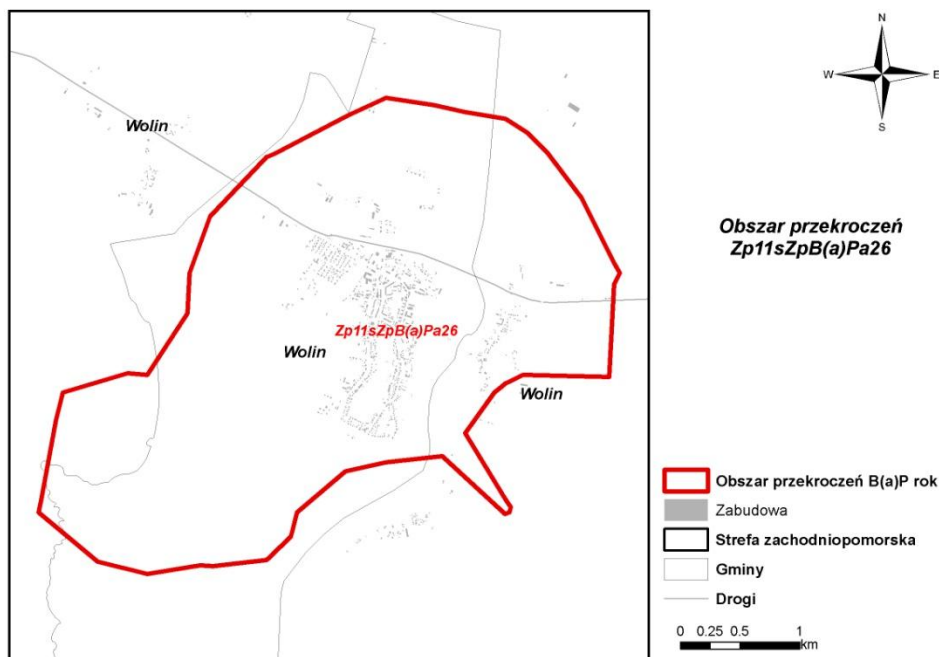 Wolin
Zp11sZpB(a)Pa26
Wolin
Wolin
N
W
E
S
Obszar przekroczeń
Zp11sZpB(a)Pa26
Obszar przekroczeń B(a)P rok
Zabudowa
Strefa zachodniopomorska
Gminy
Drogi
0 0.25 0.5 1
km